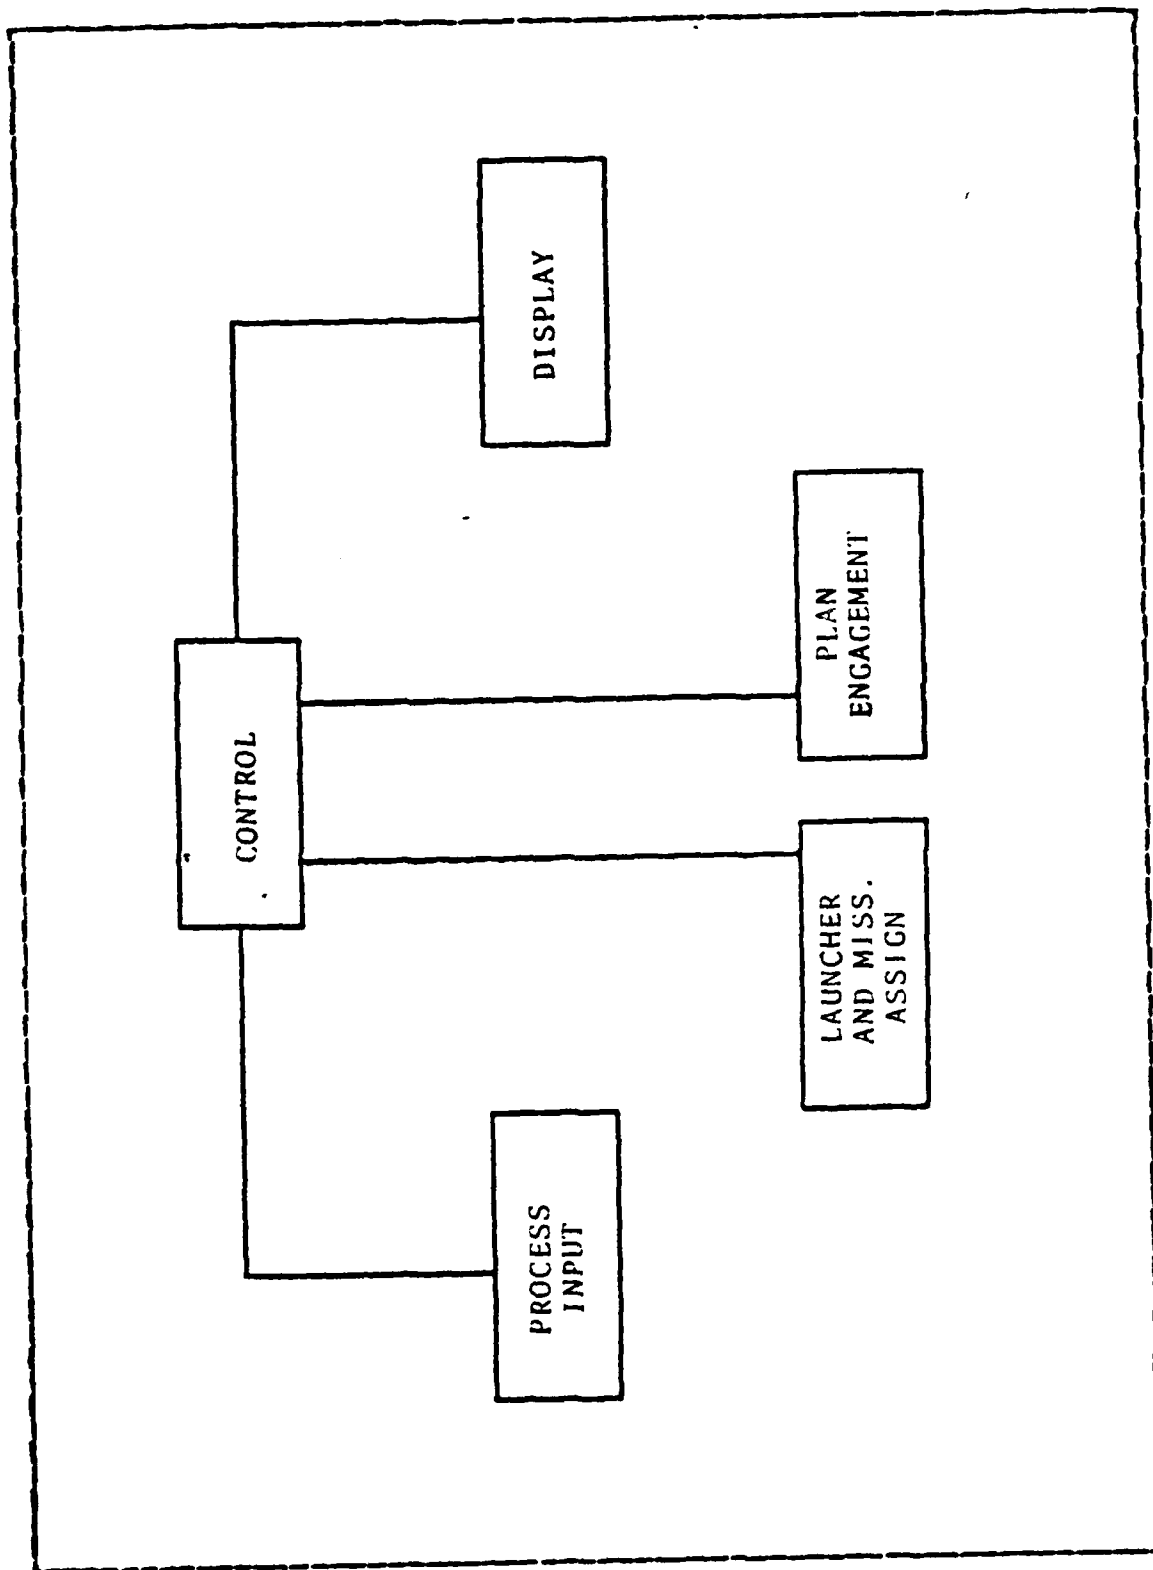 CONTROL
PROCESS
INPUT
LAUNCHER
AND MISS.
ASSIGN
PLAN
ENGAGEMENT
DISPLAY